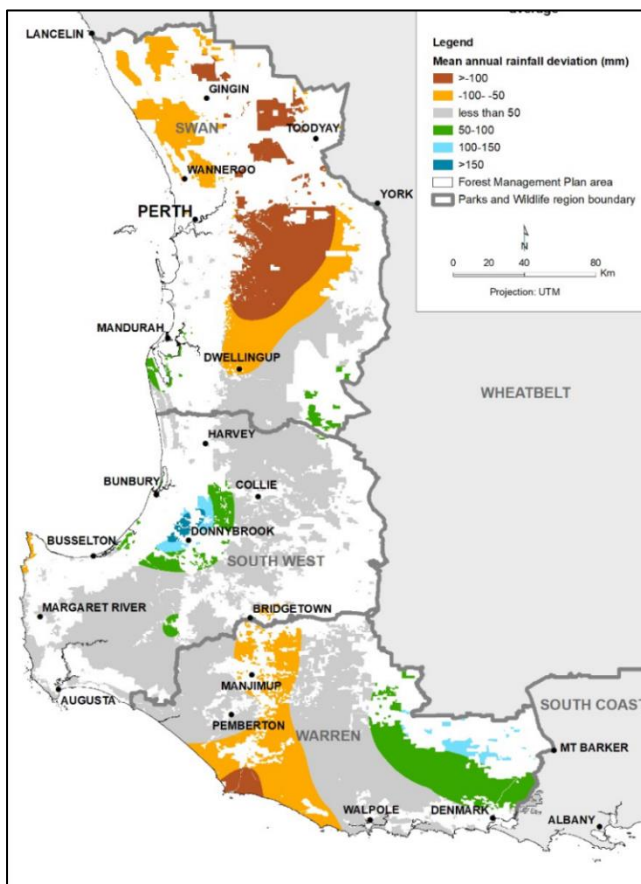 average
LANCELIN
Legend
Mean annual rainfall deviation (mm)
>-100
-100- -50
less than 50
50-100
100-150
>150
Forest Management Plan area
Parks and Wildlife region boundary
N
0 20 40 80
Km
Projection: UTM
GINGIN
SWAN
TOODYAY
WANNEROO
YORK
PERTH
MANDURAH
DWELLINGUP
WHEATBELT
HARVEY
BUNBURY
COLLIE
DONNYBROOK
BUSSELTON
SOUTH WEST
MARGARET RIVER
BRIDGETOWN
MANJIMUP
AUGUSTA
SOUTH COAST
PEMBERTON
WARREN
MT BARKER
WALPOLE
DENMARK
ALBANY